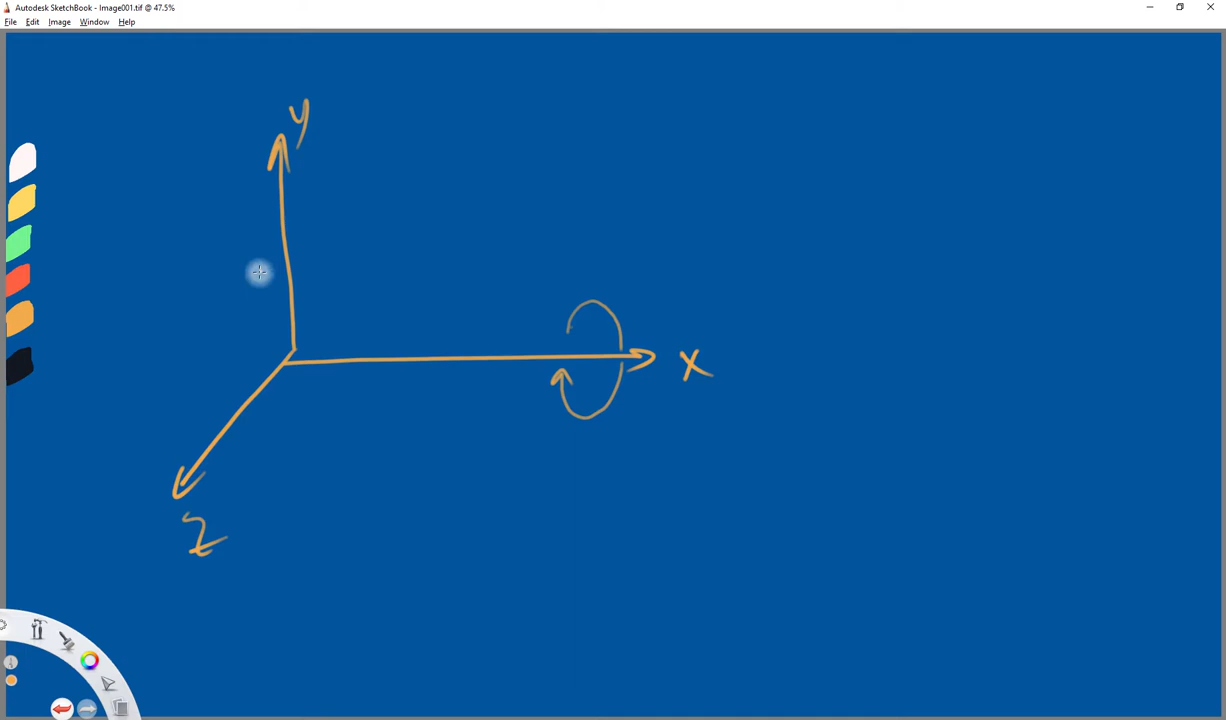 Autodesk SketchBook - Image001.tif @ 47.5%
File Edit Image Window Help
y
x
z